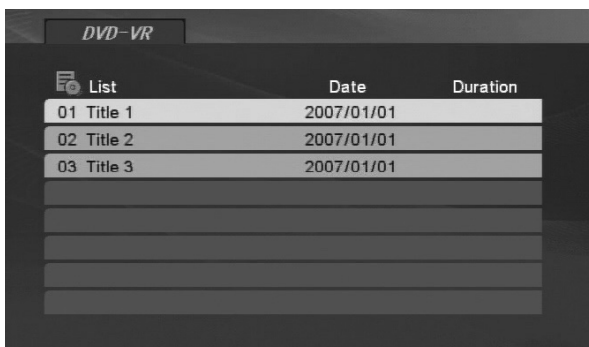 DVD-VR
List Date Duration
01 Title 1 2007/01/01
02 Title 2 2007/01/01
03 Title 3 2007/01/01